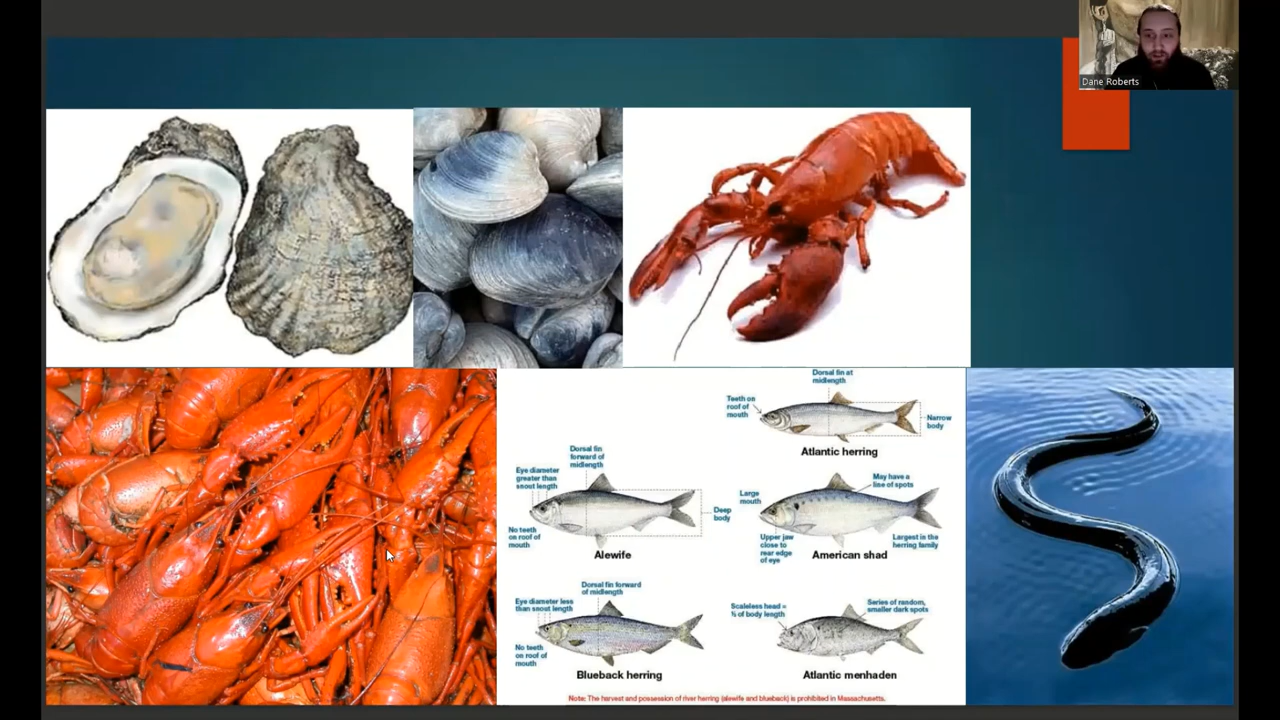 Dane Roberts
Dorsal fin at
midlength
Teeth on
roof of
mouth
Narrow
body
Atlantic herring
Dorsal fin
forward of
midlength
Eye diameter
greater than
snout length
No teeth
on roof of
mouth
Deep
body
Alewife
May have a
line of spots
Large
mouth
Upper jaw
close to
rear edge
of eye
Largest in the
herring family
American shad
Dorsal fin forward
of midlength
Eye diameter less
than snout length
No teeth
on roof of
mouth
Blueback herring
Scaleless head =
⅓ of body length
Series of random,
smaller dark spots
Atlantic menhaden
Note: The harvest and possession of river herring (alewife and blueback) is prohibited in Massachusetts.